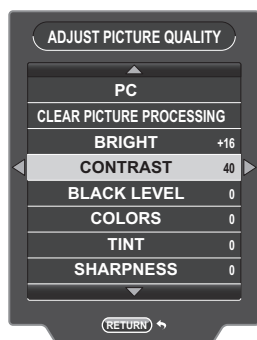 ADJUST PICTURE QUALITY
PC
CLEAR PICTURE PROCESSING
BRIGHT +16
CONTRAST 40
BLACK LEVEL 0
COLORS 0
TINT 0
SHARPNESS 0
RETURN